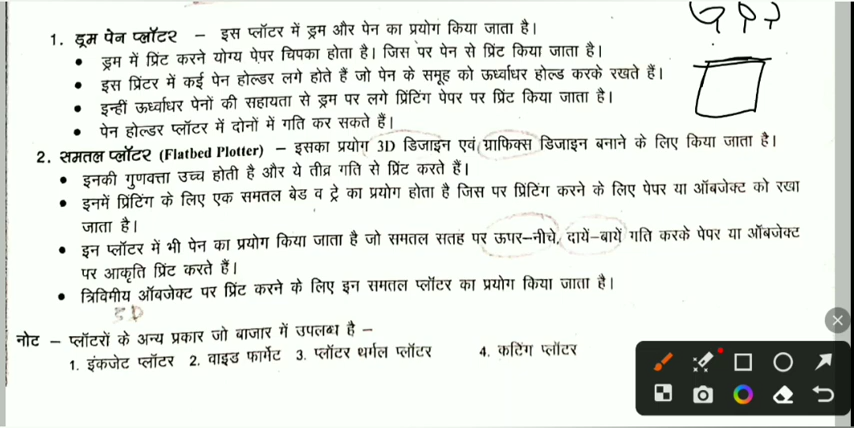 1. ड्रम पेन प्लॉटर – इस प्लॉटर में ड्रम और पेन का प्रयोग किया जाता है।
• ड्रम में प्रिंट करने योग्य पेपर चिपका होता है। जिस पर पेन से प्रिंट किया जाता है।
• इस प्रिंटर में कई पेन होल्डर लगे होते हैं जो पेन के समूह को ऊर्ध्वाधर होल्ड करके रखते हैं।
• इन्हीं ऊर्ध्वाधर पेनों की सहायता से ड्रम पर लगे प्रिंटिंग पेपर पर प्रिंट किया जाता है।
• पेन होल्डर प्लॉटर में दोनों में गति कर सकते हैं।
2. समतल प्लॉटर (Flatbed Plotter) – इसका प्रयोग 3D डिजाइन एवं ग्राफिक्स डिजाइन बनाने के लिए किया जाता है।
• इनकी गुणवत्ता उच्च होती है और ये तीव्र गति से प्रिंट करते हैं।
• इनमें प्रिंटिंग के लिए एक समतल बेड व ट्रे का प्रयोग होता है जिस पर प्रिंटिंग करने के लिए पेपर या ऑबजेक्ट को रखा
जाता है।
• इन प्लॉटर में भी पेन का प्रयोग किया जाता है जो समतल सतह पर ऊपर–नीचे, दायें–बायें गति करके पेपर या ऑबजेक्ट
पर आकृति प्रिंट करते हैं।
• त्रिविमीय ऑबजेक्ट पर प्रिंट करने के लिए इन समतल प्लॉटर का प्रयोग किया जाता है।
3D
नोट – प्लॉटरों के अन्य प्रकार जो बाजार में उपलब्ध है –
1. इंकजेट प्लॉटर 2. वाइड फार्मेट 3. प्लॉटर थर्मल प्लॉटर 4. कटिंग प्लॉटर